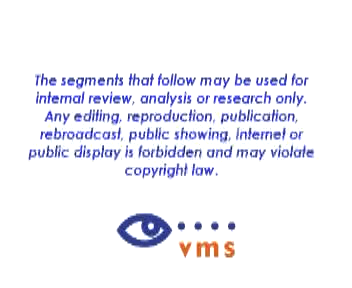 The segments that follow may be used for
internal review, analysis or research only.
Any editing, reproduction, publication,
rebroadcast, public showing, Internet or
public display is forbidden and may violate
copyright law.
vms